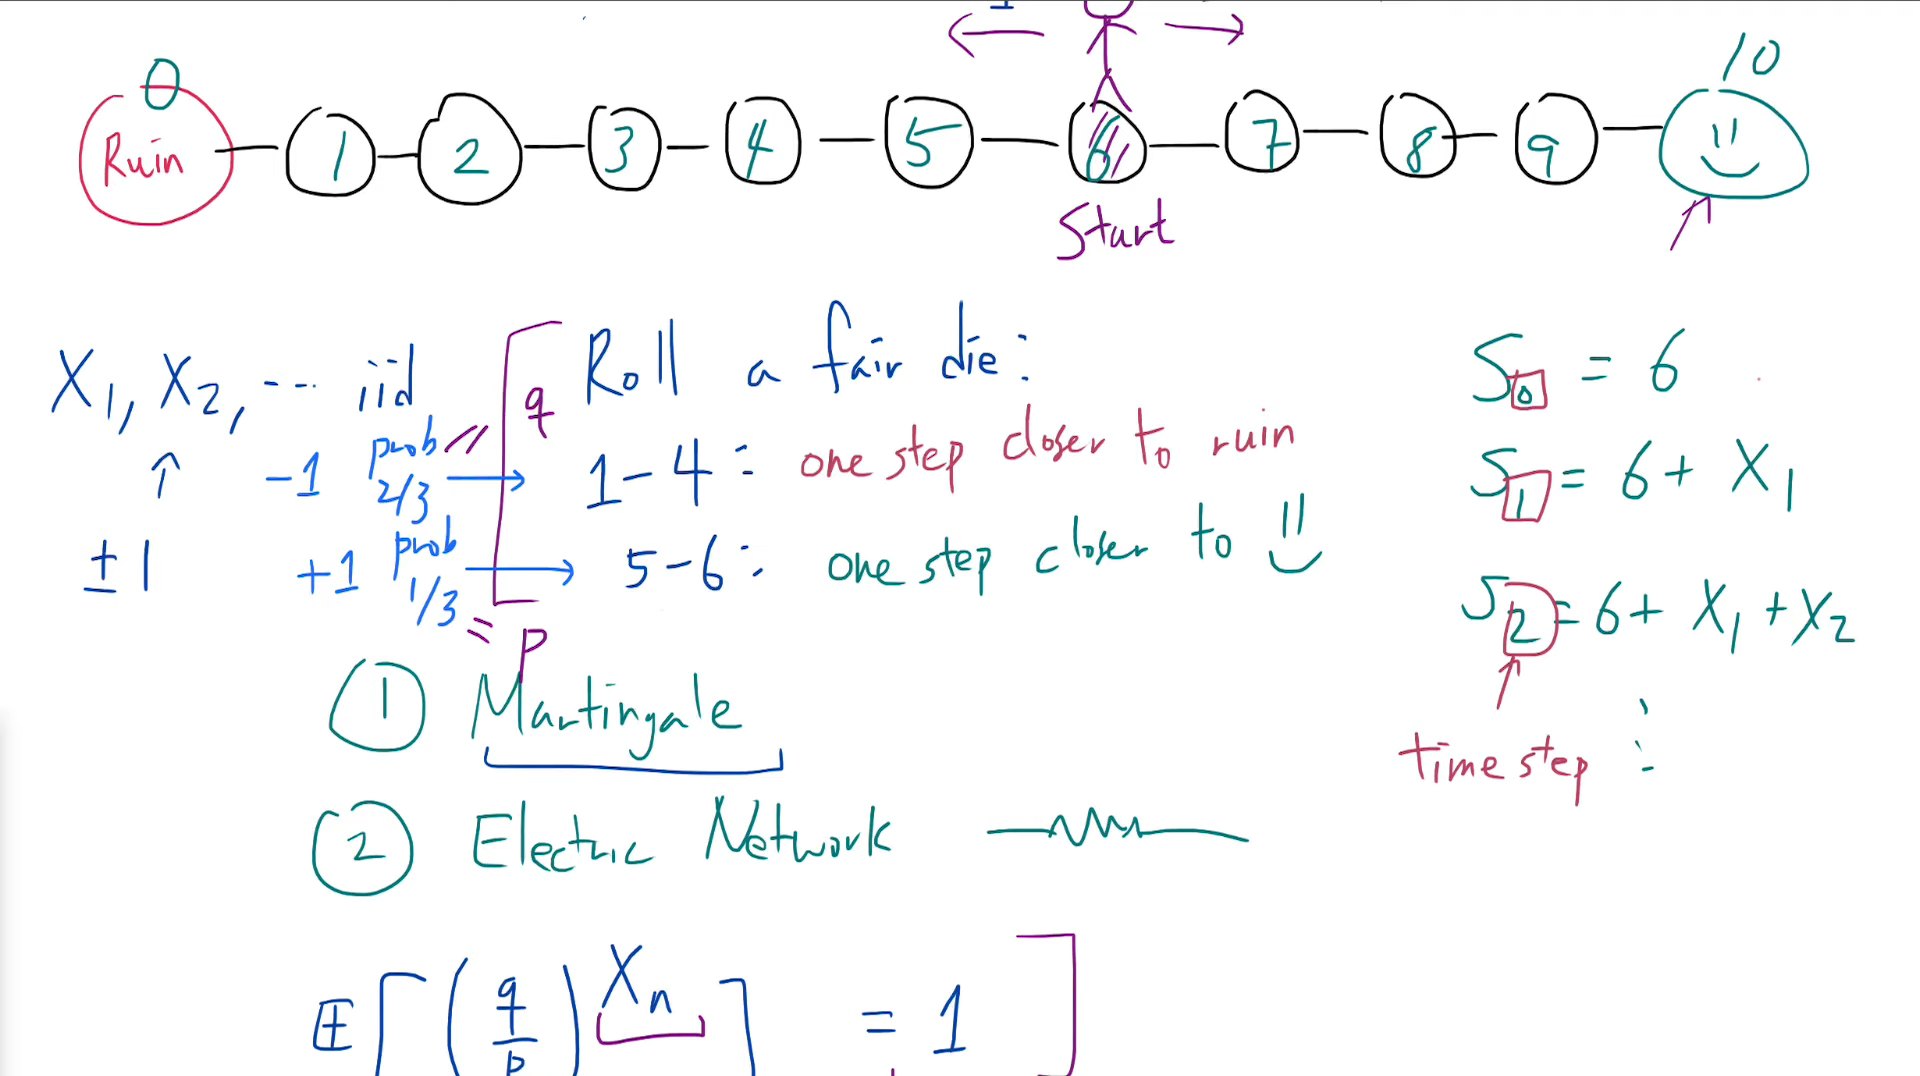 0 10
Ruin 1 2 3 4 5 6 7 8 9
Start
X₁, X₂, ... iid
± 1
-1 prob 2/3 = q
+1 prob 1/3 = p
Roll a fair die:
1-4: one step closer to ruin
5-6: one step closer to
S₀ = 6
S₁ = 6 + X₁
S₂ = 6 + X₁ + X₂
time step :
1 Martingale
2 Electric Network
E[(q/p)^Xₙ] = 1